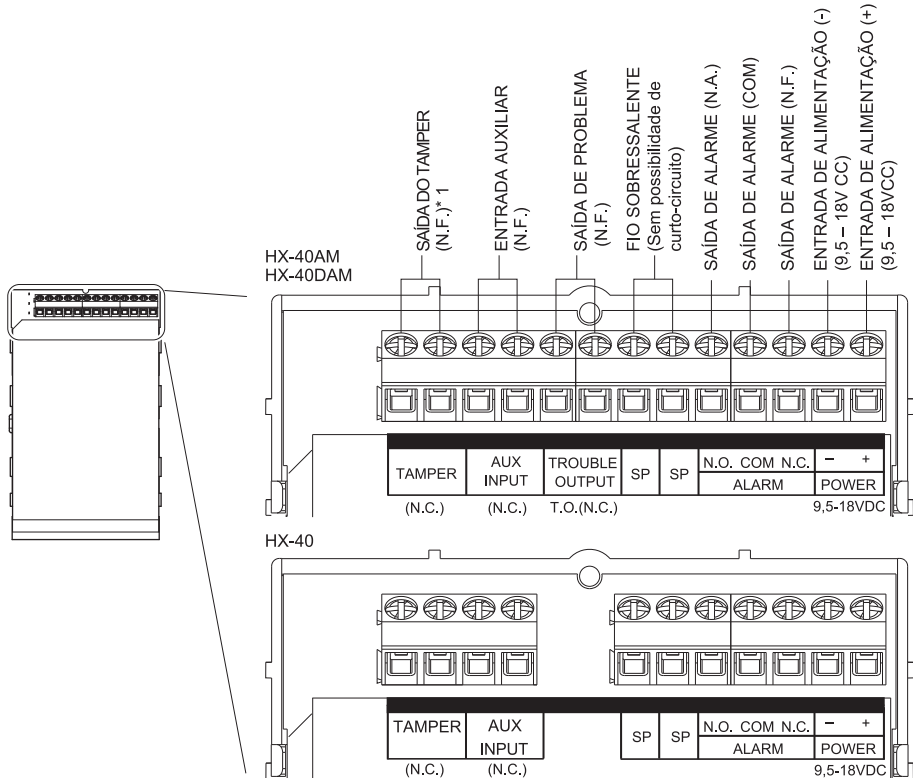 SAÍDA DO TAMPER
(N.F.)* 1
ENTRADA AUXILIAR
(N.F.)
SAÍDA DE PROBLEMA
(N.F.)
FIO SOBRESSALENTE
(Sem possibilidade de
curto-circuito)
SAÍDA DE ALARME (N.A.)
SAÍDA DE ALARME (COM)
SAÍDA DE ALARME (N.F.)
ENTRADA DE ALIMENTAÇÃO (-)
(9,5 – 18V CC)
ENTRADA DE ALIMENTAÇÃO (+)
(9,5 – 18VCC)
HX-40AM
HX-40DAM
TAMPER
(N.C.)
AUX
INPUT
(N.C.)
TROUBLE
OUTPUT
T.O.(N.C.)
SP
SP
N.O. COM N.C.
ALARM
− +
POWER
9,5-18VDC
HX-40
TAMPER
(N.C.)
AUX
INPUT
(N.C.)
SP
SP
N.O. COM N.C.
ALARM
− +
POWER
9,5-18VDC